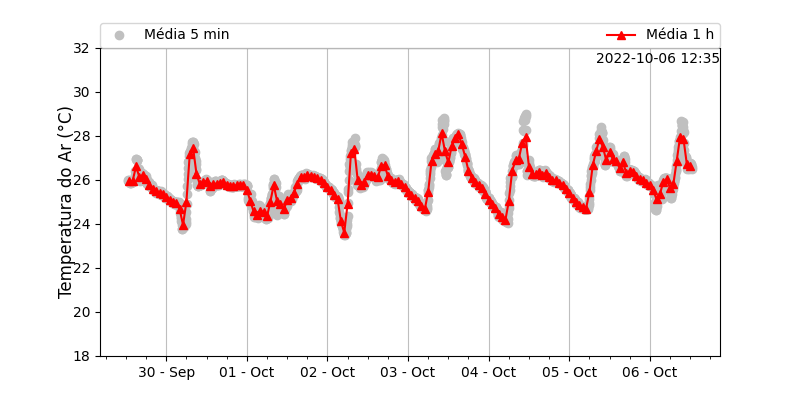 Média 5 min
Média 1 h
2022-10-06 12:35
Temperatura do Ar (°C)
32
30
28
26
24
22
20
18
30 - Sep
01 - Oct
02 - Oct
03 - Oct
04 - Oct
05 - Oct
06 - Oct